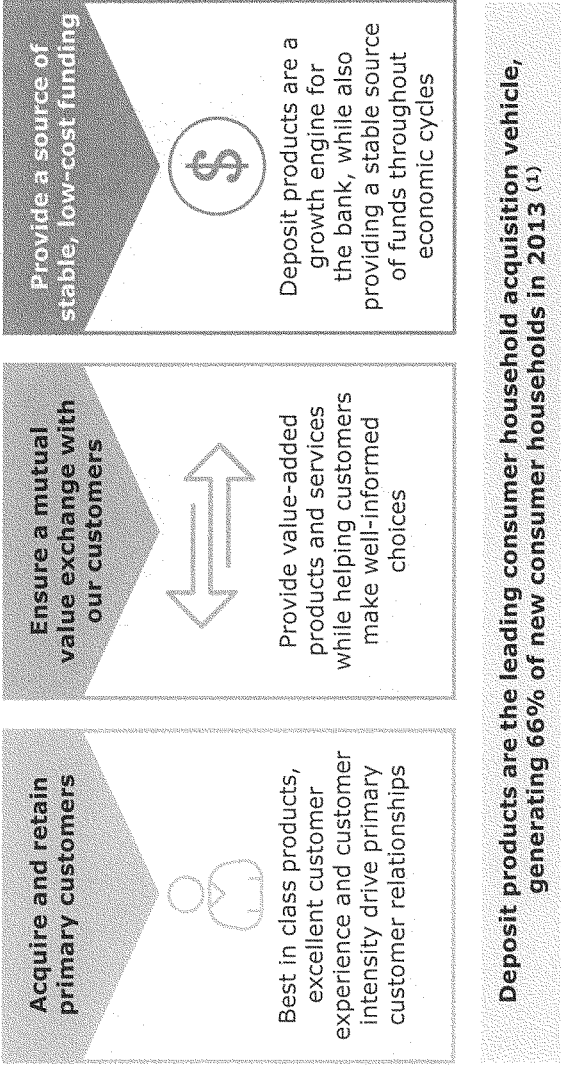 Acquire and retain
primary customers
Best in class products,
excellent customer
experience and customer
intensity drive primary
customer relationships
Ensure a mutual
value exchange with
our customers
Provide value-added
products and services
while helping customers
make well-informed
choices
Provide a source of
stable, low-cost funding
$
Deposit products are a
growth engine for
the bank, while also
providing a stable source
of funds throughout
economic cycles
Deposit products are the leading consumer household acquisition vehicle,
generating 66% of new consumer households in 2013 (1)